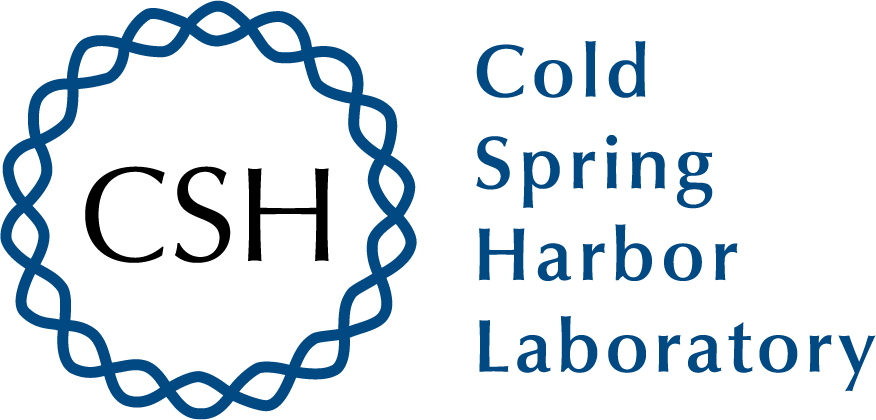 CSH
Cold
Spring
Harbor
Laboratory